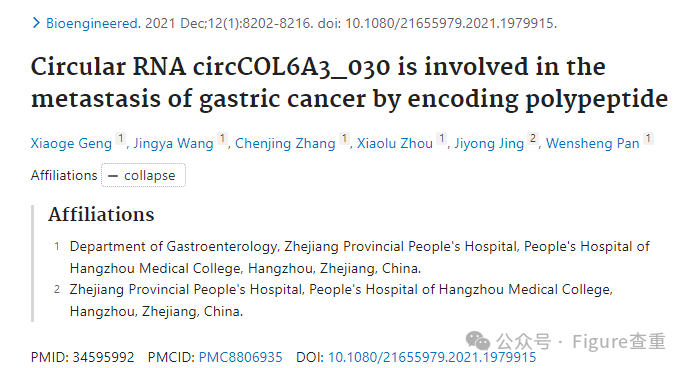 Bioengineered. 2021 Dec;12(1):8202-8216. doi: 10.1080/21655979.2021.1979915.
Circular RNA circCOL6A3_030 is involved in the
metastasis of gastric cancer by encoding polypeptide
Xiaoge Geng 1, Jingya Wang 1, Chenjing Zhang 1, Xiaolu Zhou 1, Jiyong Jing 2, Wensheng Pan 1
Affiliations — collapse
Affiliations
1 Department of Gastroenterology, Zhejiang Provincial People's Hospital, People's Hospital of
Hangzhou Medical College, Hangzhou, Zhejiang, China.
2 Zhejiang Provincial People's Hospital, People's Hospital of Hangzhou Medical College,
Hangzhou, Zhejiang, China.
公众号 · Figure查重
PMID: 34595992 PMCID: PMC8806935 DOI: 10.1080/21655979.2021.1979915